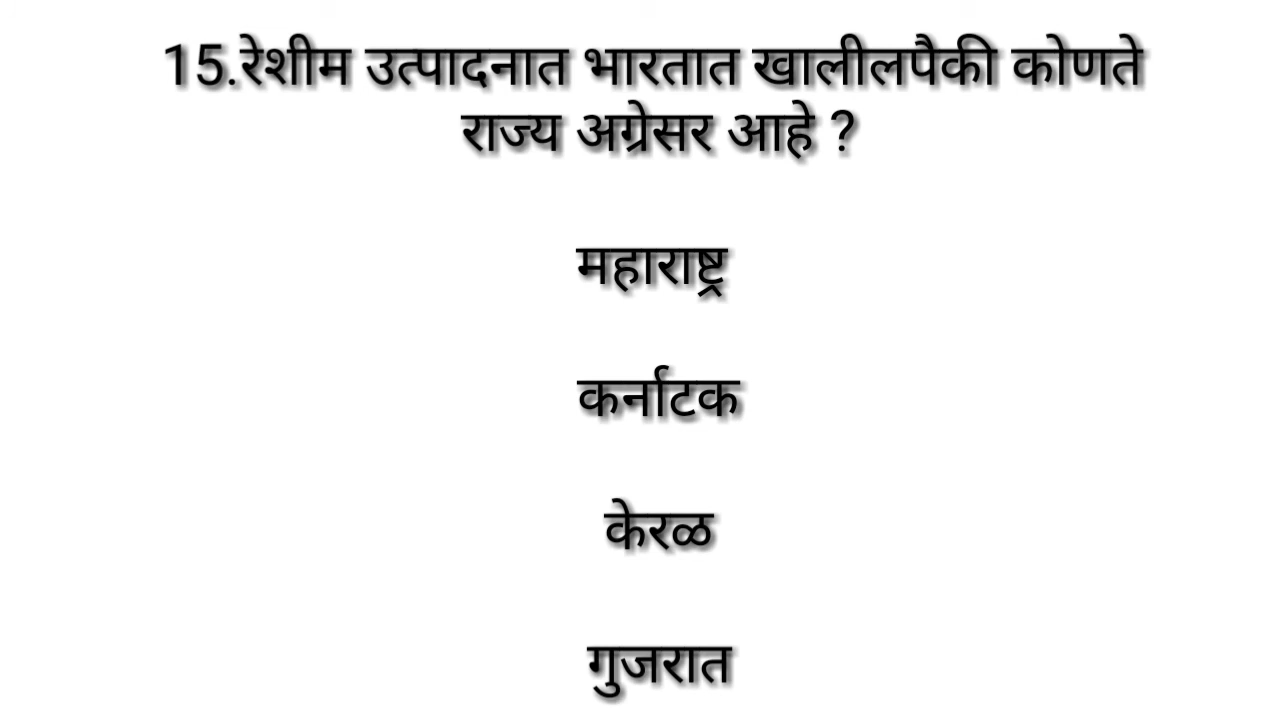 15.रेशीम उत्पादनात भारतात खालीलपैकी कोणते
राज्य अग्रेसर आहे ?
महाराष्ट्र
कर्नाटक
केरळ
गुजरात